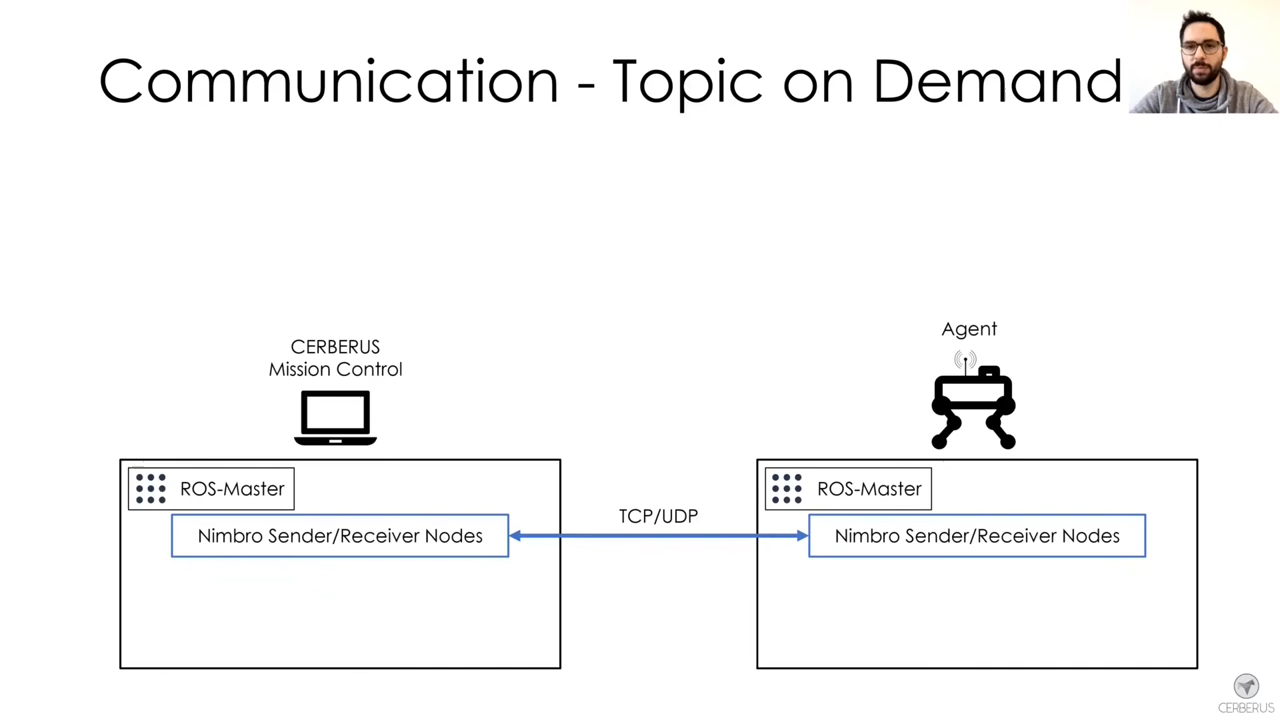 Communication - Topic on Demand
CERBERUS
Mission Control
Agent
ROS-Master
Nimbro Sender/Receiver Nodes
TCP/UDP
ROS-Master
Nimbro Sender/Receiver Nodes
CERBERUS